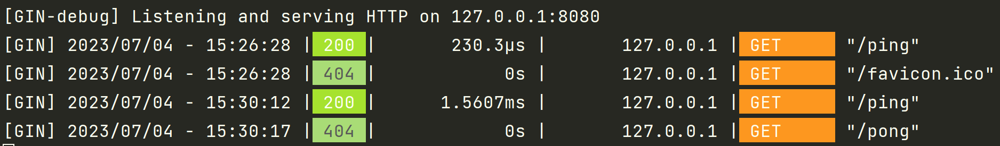 [GIN-debug] Listening and serving HTTP on 127.0.0.1:8080
[GIN] 2023/07/04 - 15:26:28 | 200 |       230.3µs |       127.0.0.1 | GET      "/ping"
[GIN] 2023/07/04 - 15:26:28 | 404 |            0s |       127.0.0.1 | GET      "/favicon.ico"
[GIN] 2023/07/04 - 15:30:12 | 200 |      1.5607ms |       127.0.0.1 | GET      "/ping"
[GIN] 2023/07/04 - 15:30:17 | 404 |            0s |       127.0.0.1 | GET      "/pong"